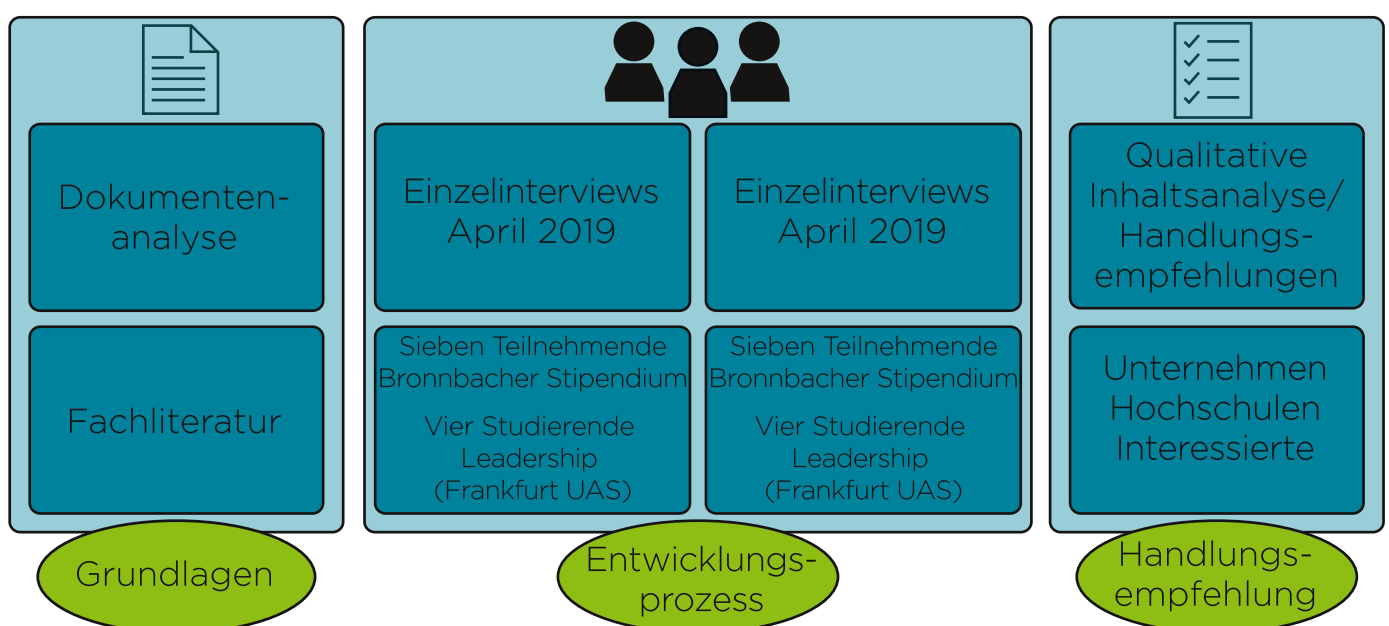 Dokumenten-
analyse
Fachliteratur
Grundlagen
Einzelinterviews
April 2019
Sieben Teilnehmende
Bronnbacher Stipendium
Vier Studierende
Leadership
(Frankfurt UAS)
Einzelinterviews
April 2019
Sieben Teilnehmende
Bronnbacher Stipendium
Vier Studierende
Leadership
(Frankfurt UAS)
Entwicklungs-
prozess
Qualitative
Inhaltsanalyse/
Handlungs-
empfehlungen
Unternehmen
Hochschulen
Interessierte
Handlungs-
empfehlung